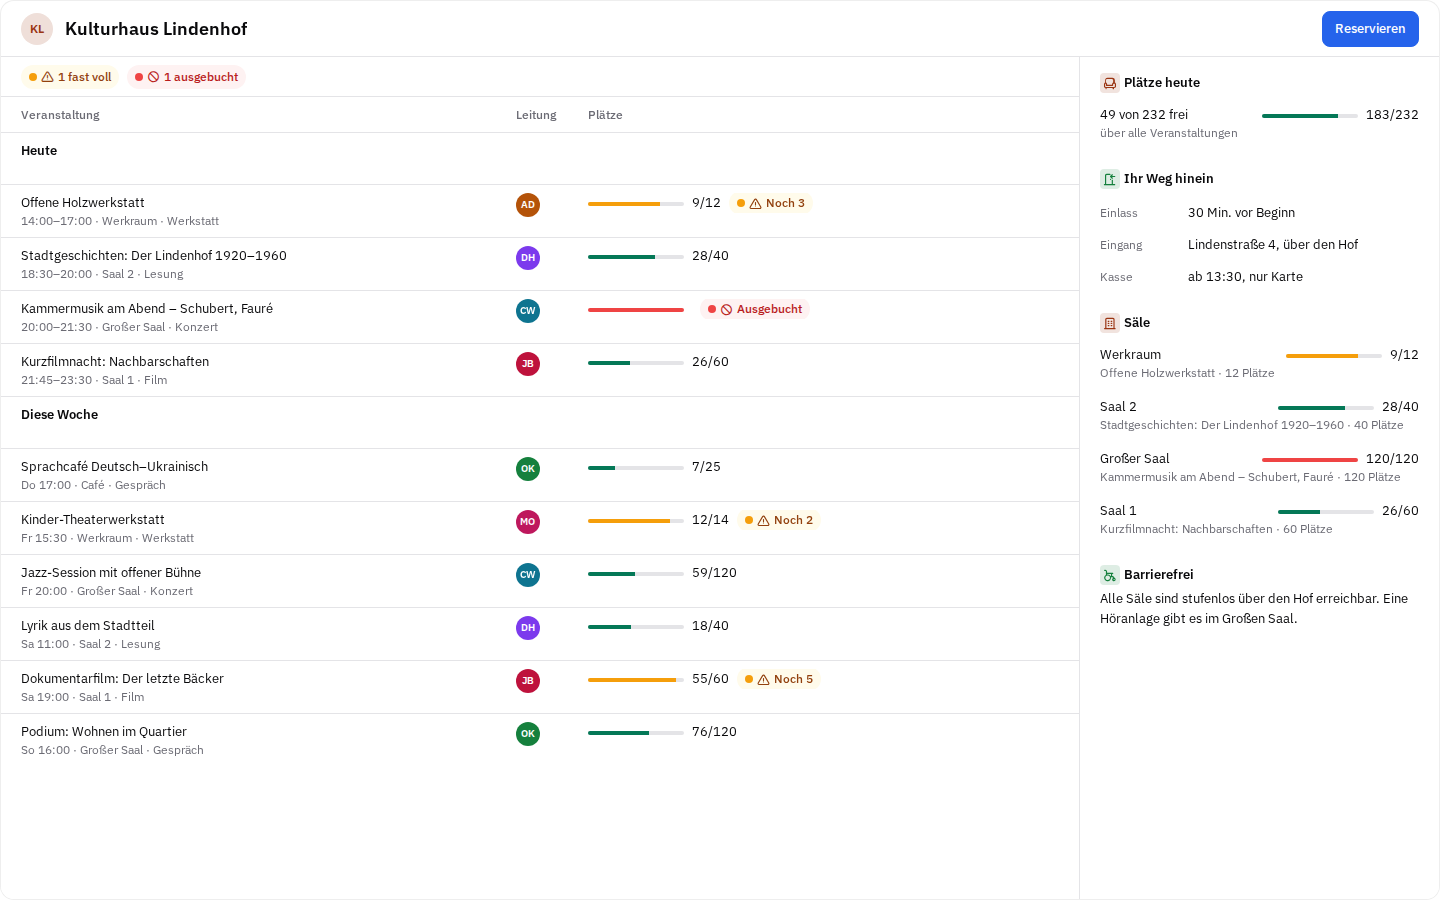 KL
Kulturhaus Lindenhof
Reservieren
1 fast voll
1 ausgebucht
Veranstaltung Leitung Plätze
Heute
Offene Holzwerkstatt
14:00–17:00 · Werkraum · Werkstatt
AD
9/12
Noch 3
Stadtgeschichten: Der Lindenhof 1920–1960
18:30–20:00 · Saal 2 · Lesung
DH
28/40
Kammermusik am Abend – Schubert, Fauré
20:00–21:30 · Großer Saal · Konzert
CW
Ausgebucht
Kurzfilmnacht: Nachbarschaften
21:45–23:30 · Saal 1 · Film
JB
26/60
Diese Woche
Sprachcafé Deutsch–Ukrainisch
Do 17:00 · Café · Gespräch
OK
7/25
Kinder-Theaterwerkstatt
Fr 15:30 · Werkraum · Werkstatt
MO
12/14
Noch 2
Jazz-Session mit offener Bühne
Fr 20:00 · Großer Saal · Konzert
CW
59/120
Lyrik aus dem Stadtteil
Sa 11:00 · Saal 2 · Lesung
DH
18/40
Dokumentarfilm: Der letzte Bäcker
Sa 19:00 · Saal 1 · Film
JB
55/60
Noch 5
Podium: Wohnen im Quartier
So 16:00 · Großer Saal · Gespräch
OK
76/120
Plätze heute
49 von 232 frei
183/232
über alle Veranstaltungen
Ihr Weg hinein
Einlass 30 Min. vor Beginn
Eingang Lindenstraße 4, über den Hof
Kasse ab 13:30, nur Karte
Säle
Werkraum
9/12
Offene Holzwerkstatt · 12 Plätze
Saal 2
28/40
Stadtgeschichten: Der Lindenhof 1920–1960 · 40 Plätze
Großer Saal
120/120
Kammermusik am Abend – Schubert, Fauré · 120 Plätze
Saal 1
26/60
Kurzfilmnacht: Nachbarschaften · 60 Plätze
Barrierefrei
Alle Säle sind stufenlos über den Hof erreichbar. Eine
Höranlage gibt es im Großen Saal.